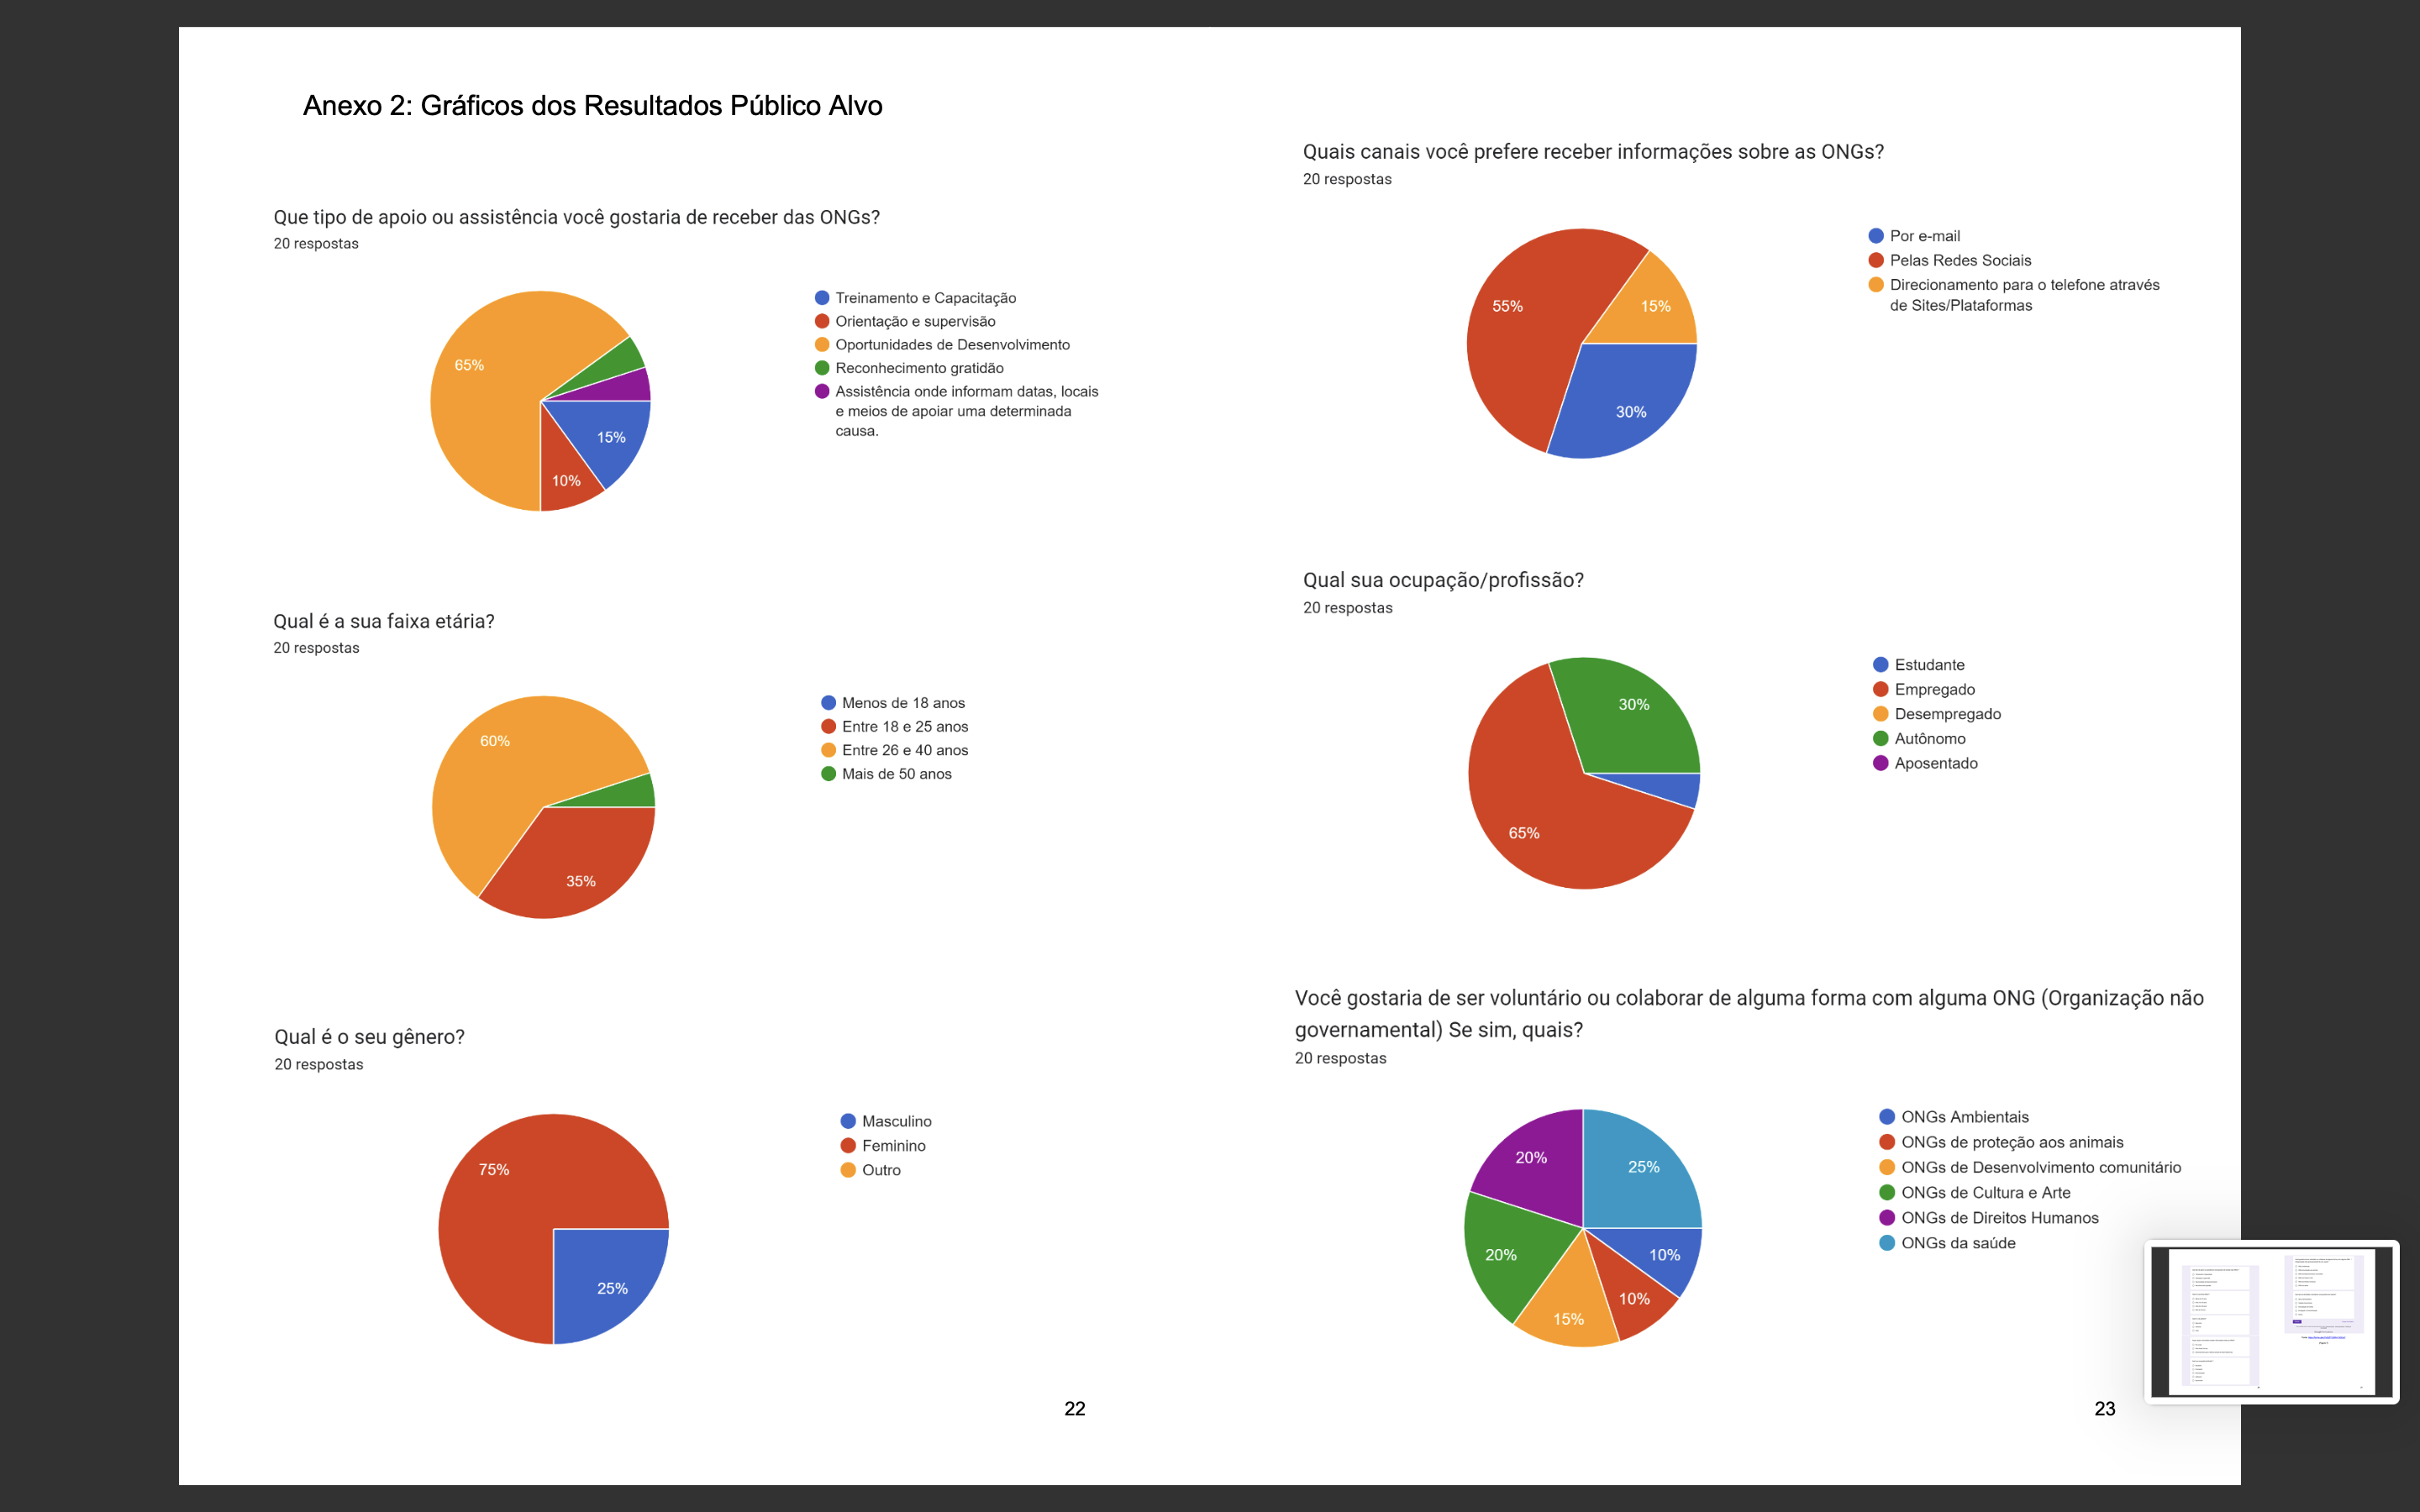 Anexo 2: Gráficos dos Resultados Público Alvo
Que tipo de apoio ou assistência você gostaria de receber das ONGs?
20 respostas
65%
15%
10%
Treinamento e Capacitação
Orientação e supervisão
Oportunidades de Desenvolvimento
Reconhecimento gratidão
Assistência onde informam datas, locais
e meios de apoiar uma determinada
causa.
Qual é a sua faixa etária?
20 respostas
60%
35%
Menos de 18 anos
Entre 18 e 25 anos
Entre 26 e 40 anos
Mais de 50 anos
Qual é o seu gênero?
20 respostas
75%
25%
Masculino
Feminino
Outro
22
Quais canais você prefere receber informações sobre as ONGs?
20 respostas
55%
15%
30%
Por e-mail
Pelas Redes Sociais
Direcionamento para o telefone através
de Sites/Plataformas
Qual sua ocupação/profissão?
20 respostas
30%
65%
Estudante
Empregado
Desempregado
Autônomo
Aposentado
Você gostaria de ser voluntário ou colaborar de alguma forma com alguma ONG (Organização não
governamental) Se sim, quais?
20 respostas
20%
25%
20%
10%
15%
10%
ONGs Ambientais
ONGs de proteção aos animais
ONGs de Desenvolvimento comunitário
ONGs de Cultura e Arte
ONGs de Direitos Humanos
ONGs da saúde
23